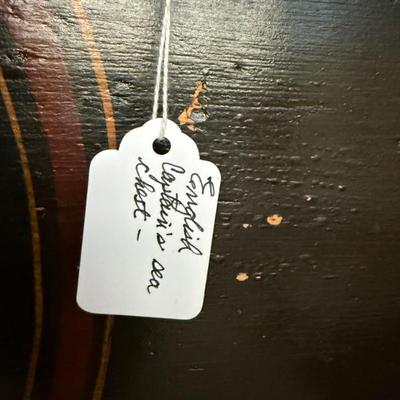 English
Captain's sea
chest -